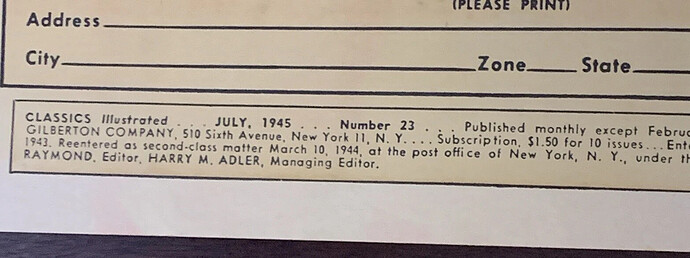 (PLEASE PRINT)
Address
City Zone State
CLASSICS Illustrated . . . JULY, 1945 . . . . Number 23 . . . Published monthly except
GILBERTON COMPANY, 510 Sixth Avenue, New York 11, N. Y. . . . Subscription, $1.50 for 10 issues . . .
1943. Reentered as second-class matter March 10, 1944, at the post office of New York, N. Y., under
RAYMOND, Editor, HARRY M. ADLER, Managing Editor.